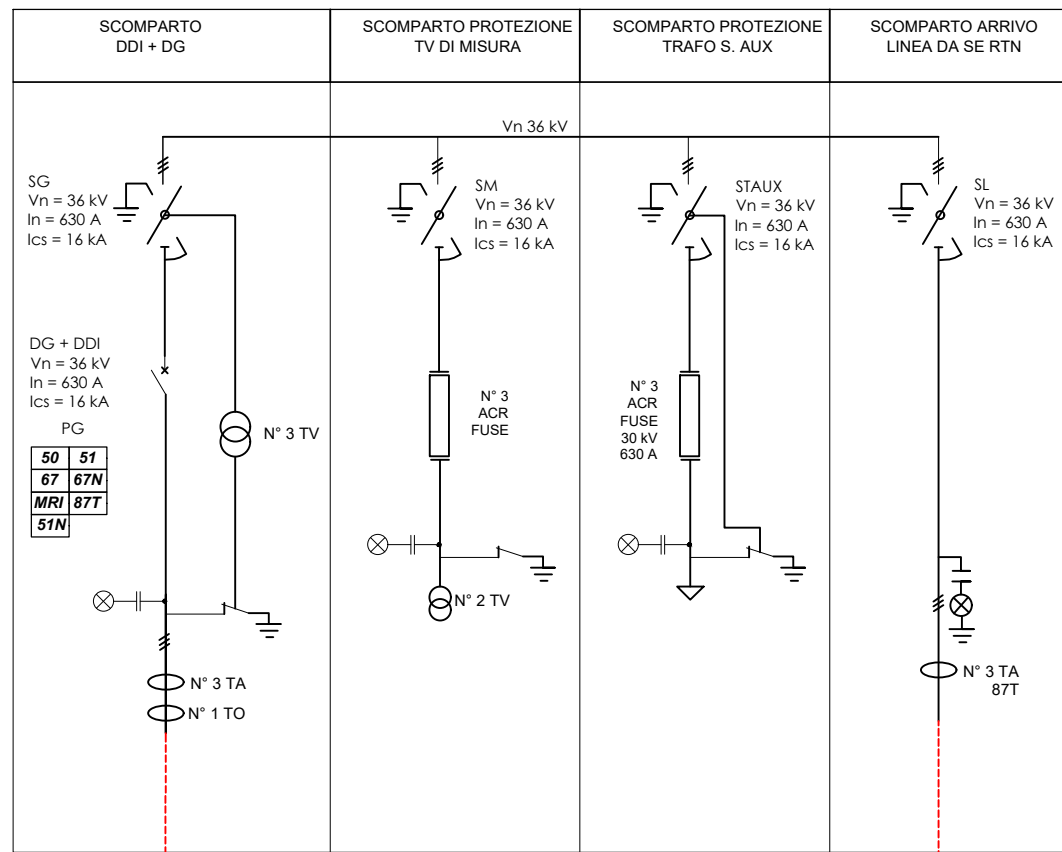 SCOMPARTO
DDI + DG
SCOMPARTO PROTEZIONE
TV DI MISURA
SCOMPARTO PROTEZIONE
TRAFO S. AUX
SCOMPARTO ARRIVO
LINEA DA SE RTN
Vn 36 kV
SG
Vn = 36 kV
In = 630 A
Ics = 16 kA
DG + DDI
Vn = 36 kV
In = 630 A
Ics = 16 kA
PG
50 51
67 67N
MRI 87T
51N
N° 3 TV
N° 3 TA
N° 1 TO
SM
Vn = 36 kV
In = 630 A
Ics = 16 kA
N° 3
ACR
FUSE
N° 2 TV
STAUX
Vn = 36 kV
In = 630 A
Ics = 16 kA
N° 3
ACR
FUSE
30 kV
630 A
SL
Vn = 36 kV
In = 630 A
Ics = 16 kA
N° 3 TA
87T